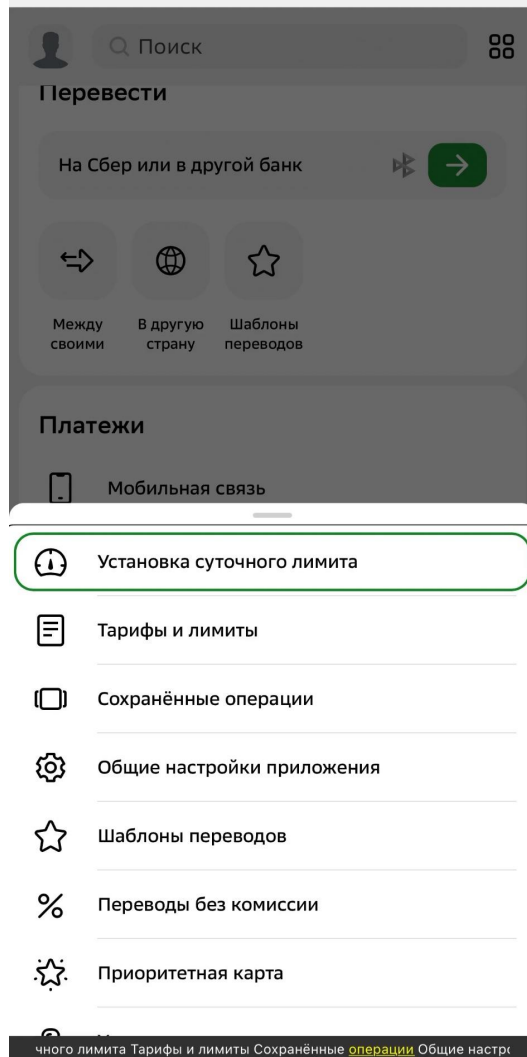 Поиск
Перевести
На Сбер или в другой банк
Между своими
В другую страну
Шаблоны переводов
Платежи
Мобильная связь
Установка суточного лимита
Тарифы и лимиты
Сохранённые операции
Общие настройки приложения
Шаблоны переводов
Переводы без комиссии
Приоритетная карта
чного лимита Тарифы и лимиты Сохранённые операции Общие настро